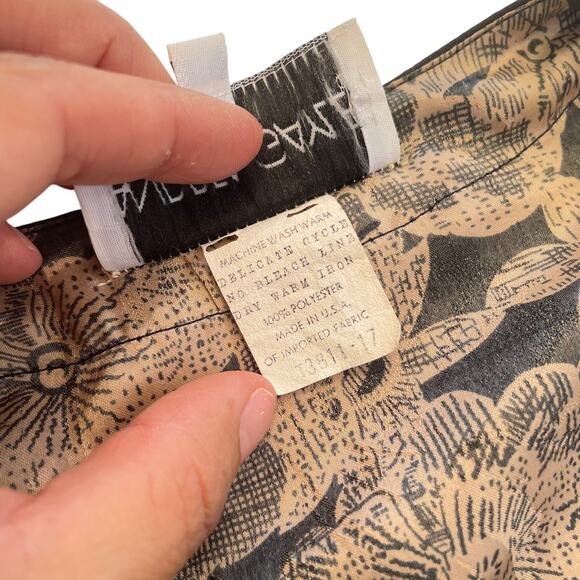 MACHINE WASH WARM
DELICATE CYCLE
NO BLEACH LINE
DRY WARM IRON
100% POLYESTER
MADE IN U.S.A.
OF IMPORTED FABRIC
T3811-17